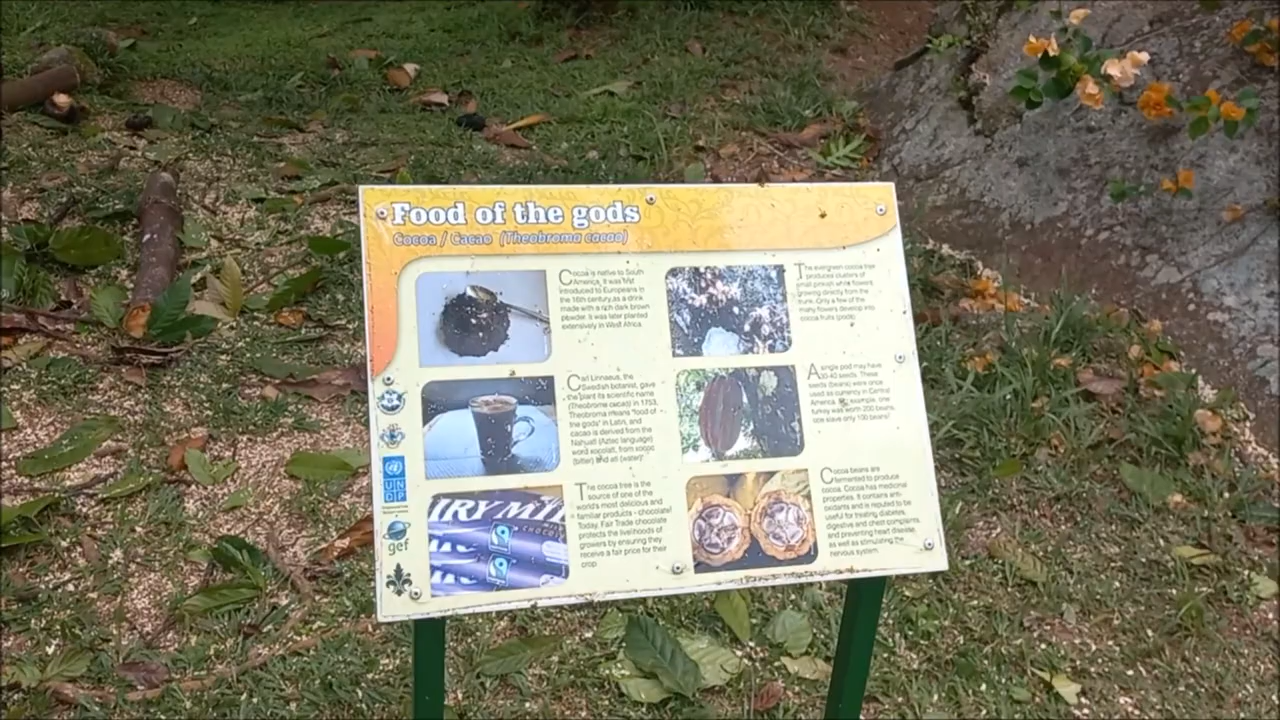 Food of the gods
Cocoa / Cacao (Theobroma cacao)
Cocoa is native to South
America. It was first
introduced to Europeans in
the 16th century as a drink
made with a rich dark brown
powder. It was later planted
extensively in West Africa.
Carl Linnaeus, the
Swedish botanist, gave
the plant its scientific name
(Theobroma cacao) in 1753.
Theobroma means "food of
the gods" in Latin, and
cacao is derived from the
Nahuatl (Aztec language)
word xocolatl, from xococ
(bitter) and atl (water)"
The cocoa tree is the
source of one of the
world's most delicious and
familiar products - chocolate!
Today, Fair Trade chocolate
protects the livelihoods of
growers by ensuring they
receive a fair price for their
crop.
The evergreen cocoa tree
produces clusters of
small pinkish white flowers
growing directly from the
trunk. Only a few of the
many flowers develop into
cocoa fruits (pods).
A single pod may have
30-40 seeds. These
seeds (beans) were once
used as currency in Central
America. For example, one
turkey was worth 200 beans,
one slave only 100 beans!
Cocoa beans are
fermented to produce
cocoa. Cocoa has medicinal
properties. It contains anti-
oxidants and is reputed to be
useful for treating diabetes,
digestive and chest complaints,
and preventing heart disease
as well as stimulating the
nervous system.
IRY MIL
UN
DP
gef